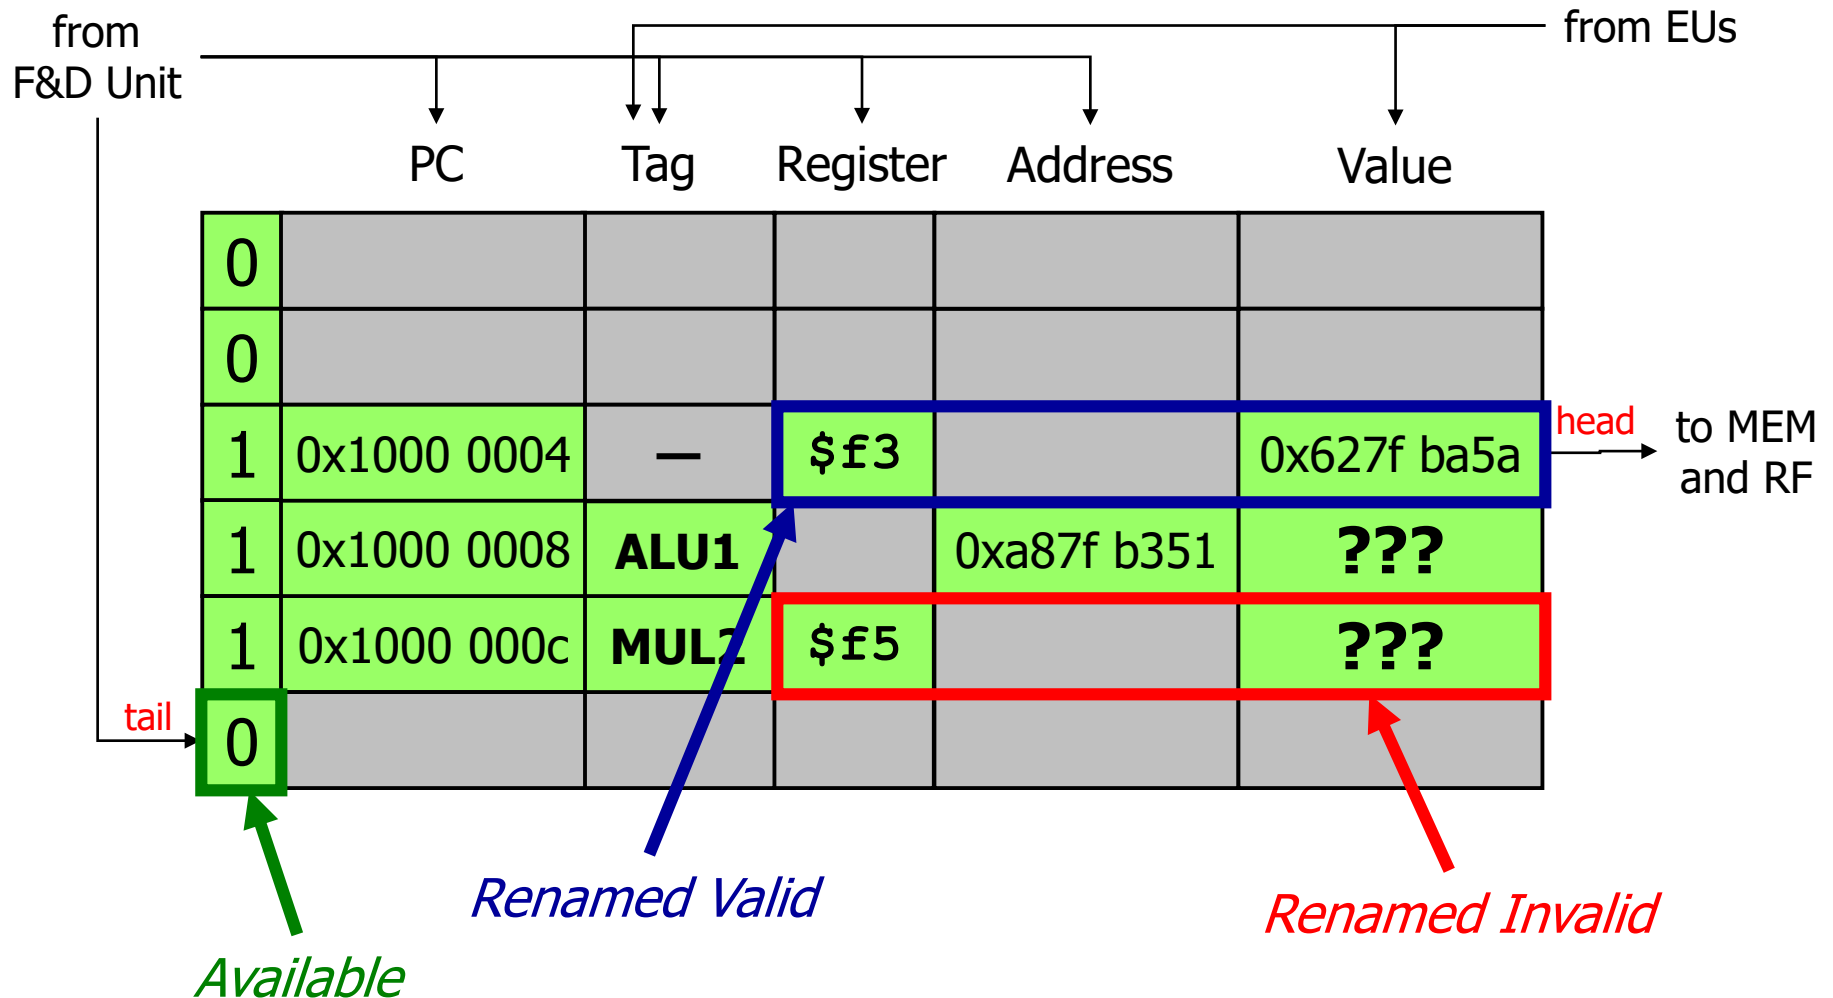 from
F&D Unit
from EUs
PC Tag Register Address Value
0
0
1 0x1000 0004 — $f3 0x627f ba5a
head
to MEM
and RF
1 0x1000 0008 ALU1 0xa87f b351 ???
1 0x1000 000c MUL2 $f5 ???
tail
0
Renamed Valid
Renamed Invalid
Available